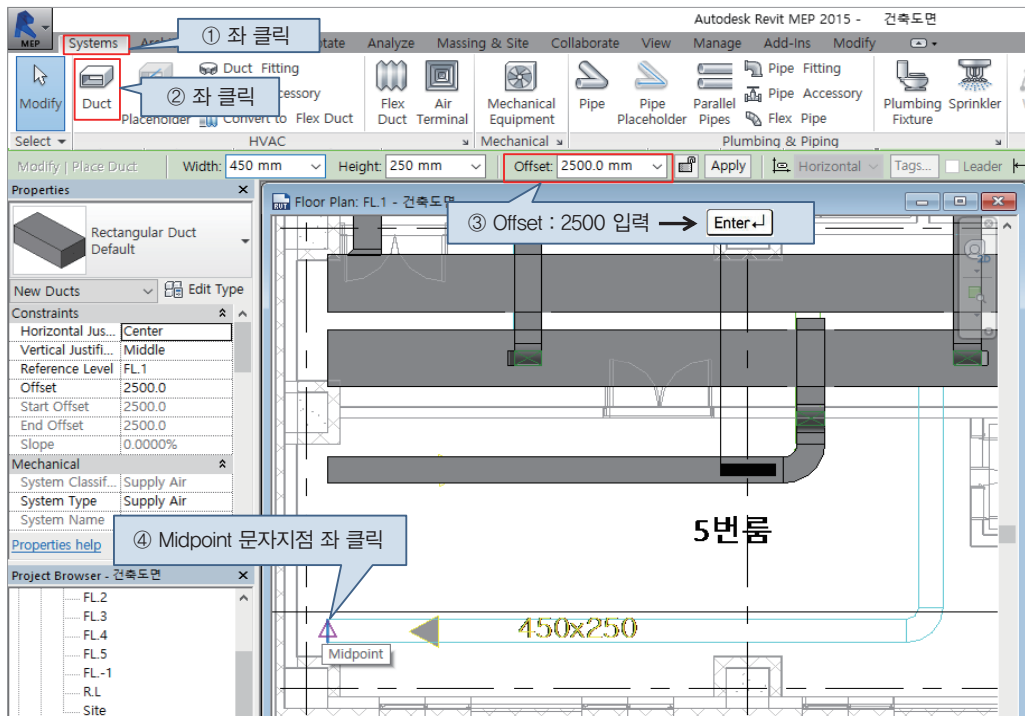 Autodesk Revit MEP 2015 - 건축도면
MEP
Systems
Analyze Massing & Site Collaborate View Manage Add-Ins Modify
① 좌 클릭
Modify
Duct
② 좌 클릭
Duct Fitting
Placeholder
Convert to Flex Duct
Flex Duct
Air Terminal
Mechanical Equipment
Pipe
Pipe Placeholder
Parallel Pipes
Pipe Fitting
Pipe Accessory
Flex Pipe
Plumbing Fixture
Sprinkler
Select HVAC Mechanical Plumbing & Piping
Modify | Place Duct Width: 450 mm Height: 250 mm Offset: 2500.0 mm Apply Horizontal Tags... Leader
Properties
Floor Plan: FL.1 - 건축도면
③ Offset : 2500 입력 → Enter↵
2D
Rectangular Duct
Default
New Ducts Edit Type
Constraints
Horizontal Jus... Center
Vertical Justifi... Middle
Reference Level FL.1
Offset 2500.0
Start Offset 2500.0
End Offset 2500.0
Slope 0.0000%
Mechanical
System Classif... Supply Air
System Type Supply Air
System Name
Properties help
④ Midpoint 문자지점 좌 클릭
5번룸
450x250
Midpoint
Project Browser - 건축도면
FL.2
FL.3
FL.4
FL.5
FL.-1
R.L
Site